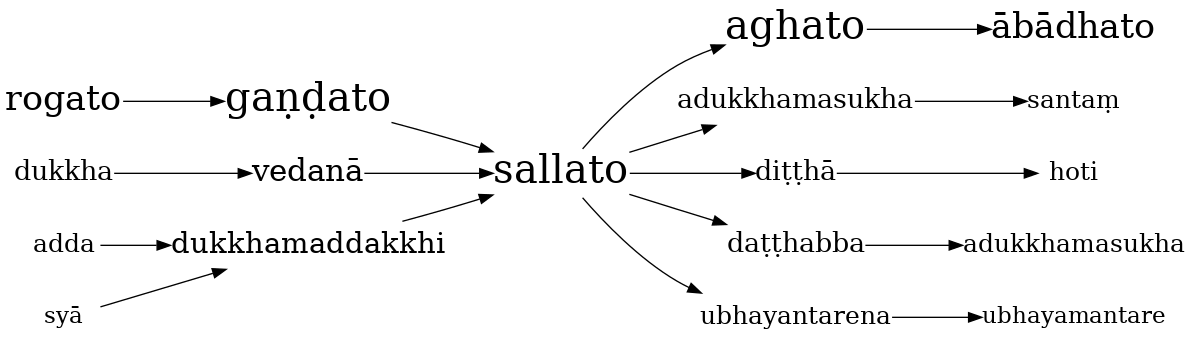 aghato ābādhato
rogato gaṇḍato adukkhamasukha santaṃ
dukkha vedanā sallato diṭṭhā hoti
adda dukkhamaddakkhi daṭṭhabba adukkhamasukha
syā ubhayantarena ubhayamantare